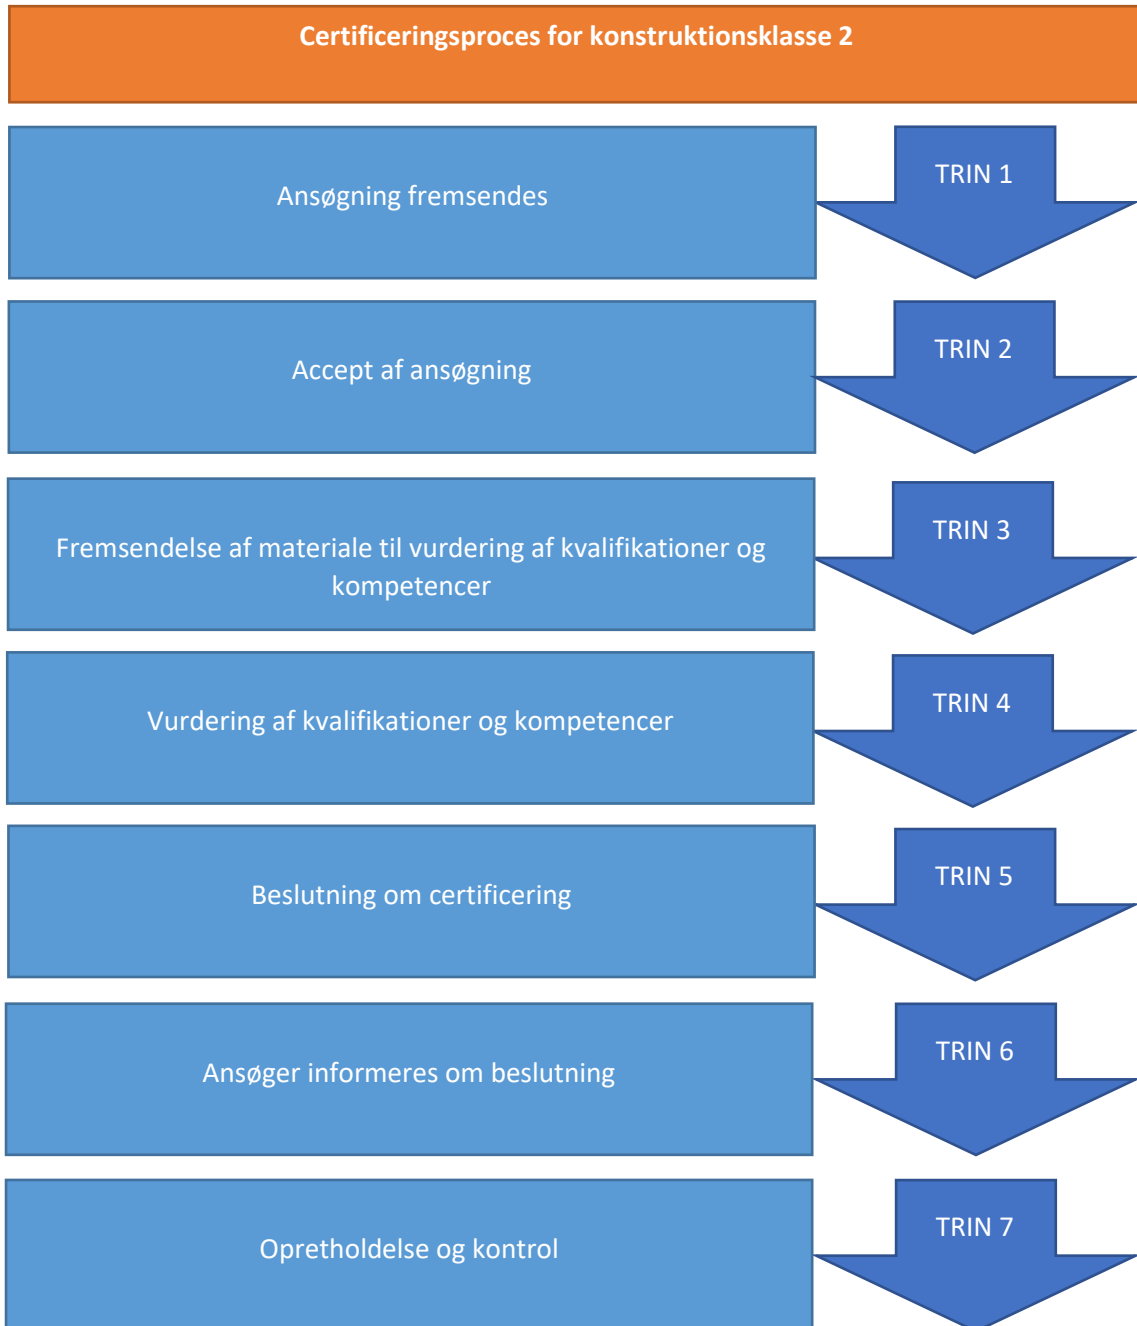 Certificeringsproces for konstruktionsklasse 2
Ansøgning fremsendes
TRIN 1
Accept af ansøgning
TRIN 2
Fremsendelse af materiale til vurdering af kvalifikationer og
kompetencer
TRIN 3
Vurdering af kvalifikationer og kompetencer
TRIN 4
Beslutning om certificering
TRIN 5
Ansøger informeres om beslutning
TRIN 6
Opretholdelse og kontrol
TRIN 7